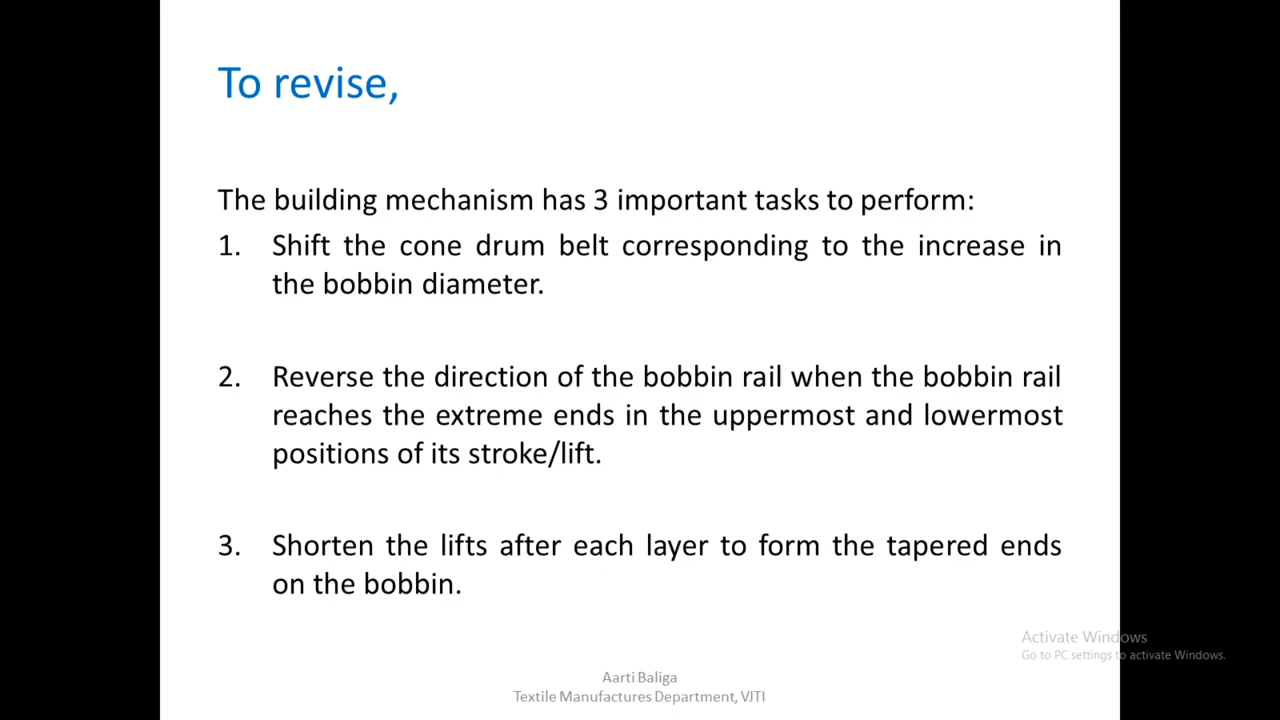 To revise,
The building mechanism has 3 important tasks to perform:
1. Shift the cone drum belt corresponding to the increase in
the bobbin diameter.
2. Reverse the direction of the bobbin rail when the bobbin rail
reaches the extreme ends in the uppermost and lowermost
positions of its stroke/lift.
3. Shorten the lifts after each layer to form the tapered ends
on the bobbin.
Activate Windows
Go to PC settings to activate Windows.
Aarti Baliga
Textile Manufactures Department, VJTI